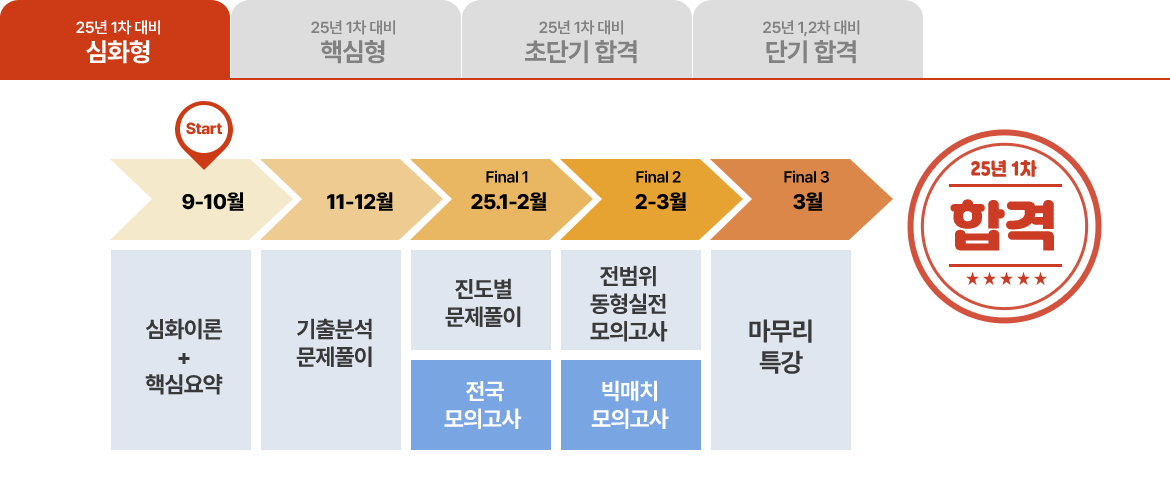 25년 1차 대비
심화형
25년 1차 대비
핵심형
25년 1차 대비
초단기 합격
25년 1,2차 대비
단기 합격
Start
9-10월
11-12월
Final 1
25.1-2월
Final 2
2-3월
Final 3
3월
25년 1차
합격
★★★★★
심화이론
+
핵심요약
기출분석
문제풀이
진도별
문제풀이
전국
모의고사
전범위
동형실전
모의고사
빅매치
모의고사
마무리
특강